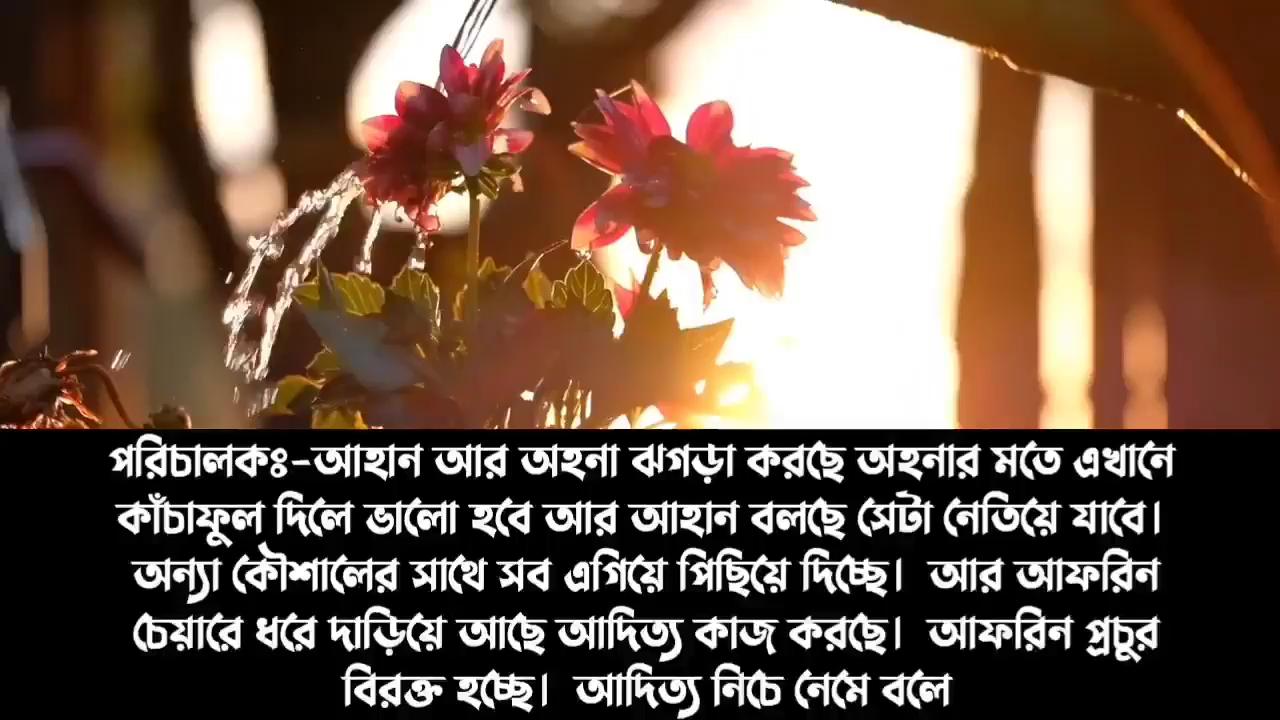 পরিচালকঃ-আহান আর অহনা ঝগড়া করছে অহনার মতে এখানে
কাঁচাফুল দিলে ভালো হবে আর আহান বলছে সেটা নেতিয়ে যাবে।
অন্যা কৌশালের সাথে সব এগিয়ে পিছিয়ে দিচ্ছে। আর আফরিন
চেয়ারে ধরে দাড়িয়ে আছে আদিত্য কাজ করছে। আফরিন প্রচুর
বিরক্ত হচ্ছে। আদিত্য নিচে নেমে বলে